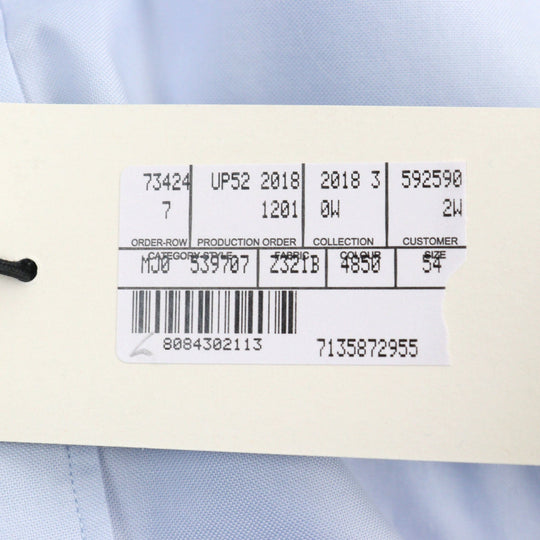 73424 UP52 2018 2018 3 592590
7 1201 0W 2W
ORDER-ROW PRODUCTION ORDER COLLECTION CUSTOMER
CATEGORY-STYLE FABRIC COLOUR SIZE
MJ0 539707 Z321B 4850 54
8084302113 7135872955